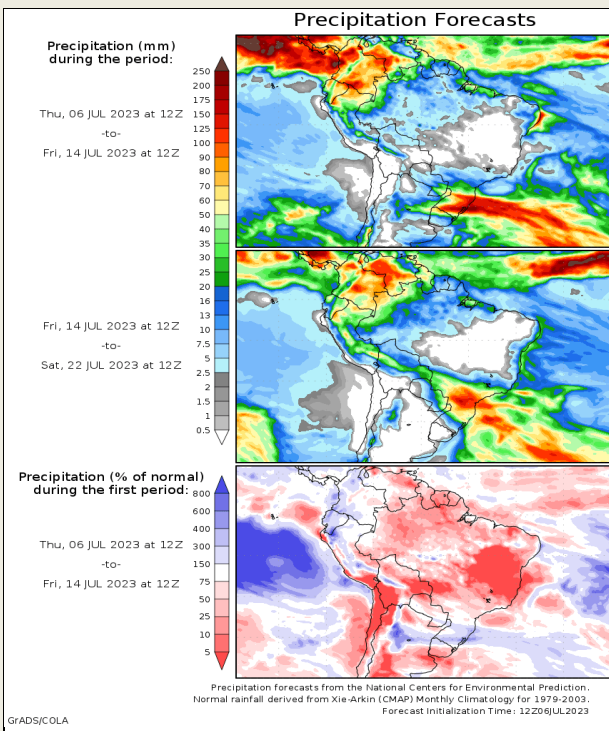 Precipitation Forecasts
Precipitation (mm)
during the period:
Thu, 06 JUL 2023 at 12Z
-to-
Fri, 14 JUL 2023 at 12Z
250
200
175
150
125
100
90
80
70
60
50
40
35
30
25
20
16
13
10
7.5
5
2.5
2
1.5
1
0.5
Fri, 14 JUL 2023 at 12Z
-to-
Sat, 22 JUL 2023 at 12Z
Precipitation (% of normal)
during the first period:
Thu, 06 JUL 2023 at 12Z
-to-
Fri, 14 JUL 2023 at 12Z
800
600
400
300
150
75
50
25
10
5
Precipitation forecasts from the National Centers for Environmental Prediction.
Normal rainfall derived from Xie-Arkin (CMAP) Monthly Climatology for 1979-2003.
Forecast Initialization Time: 12Z06JUL2023
GrADS/COLA